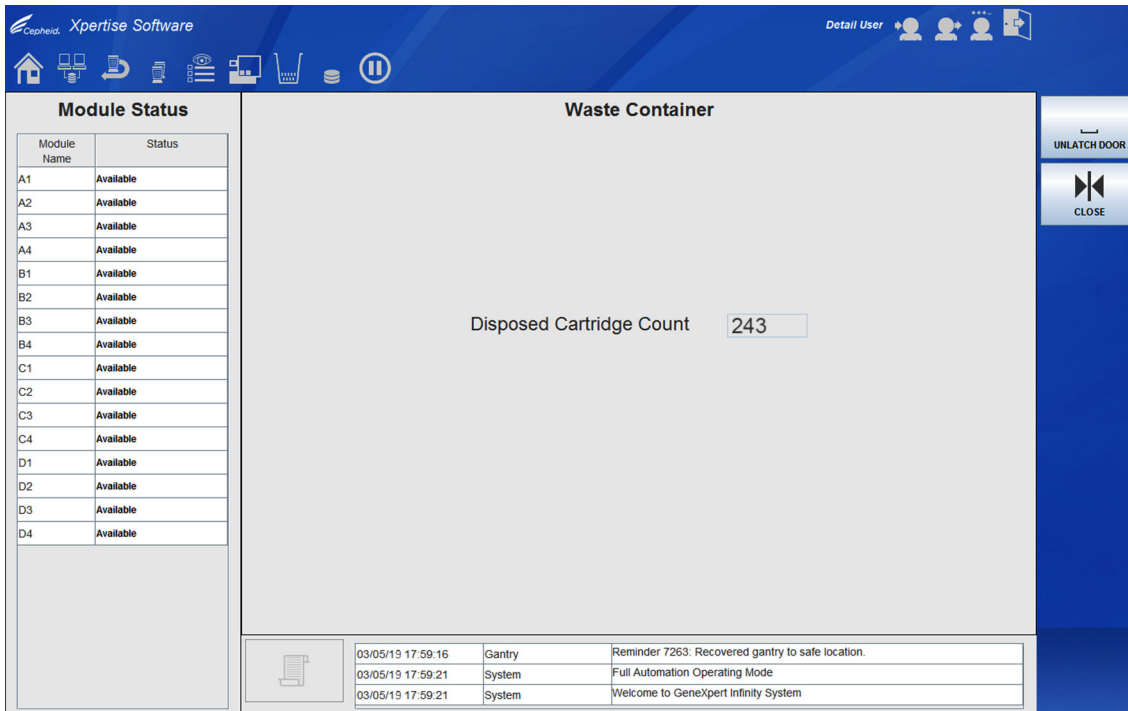 Cepheid. Xpertise Software
Detail User
Module Status
Waste Container
UNLATCH DOOR
CLOSE
Module Name Status
A1 Available
A2 Available
A3 Available
A4 Available
B1 Available
B2 Available
B3 Available
B4 Available
C1 Available
C2 Available
C3 Available
C4 Available
D1 Available
D2 Available
D3 Available
D4 Available
Disposed Cartridge Count 243
03/05/19 17:59:16 Gantry Reminder 7263: Recovered gantry to safe location.
03/05/19 17:59:21 System Full Automation Operating Mode
03/05/19 17:59:21 System Welcome to GeneXpert Infinity System